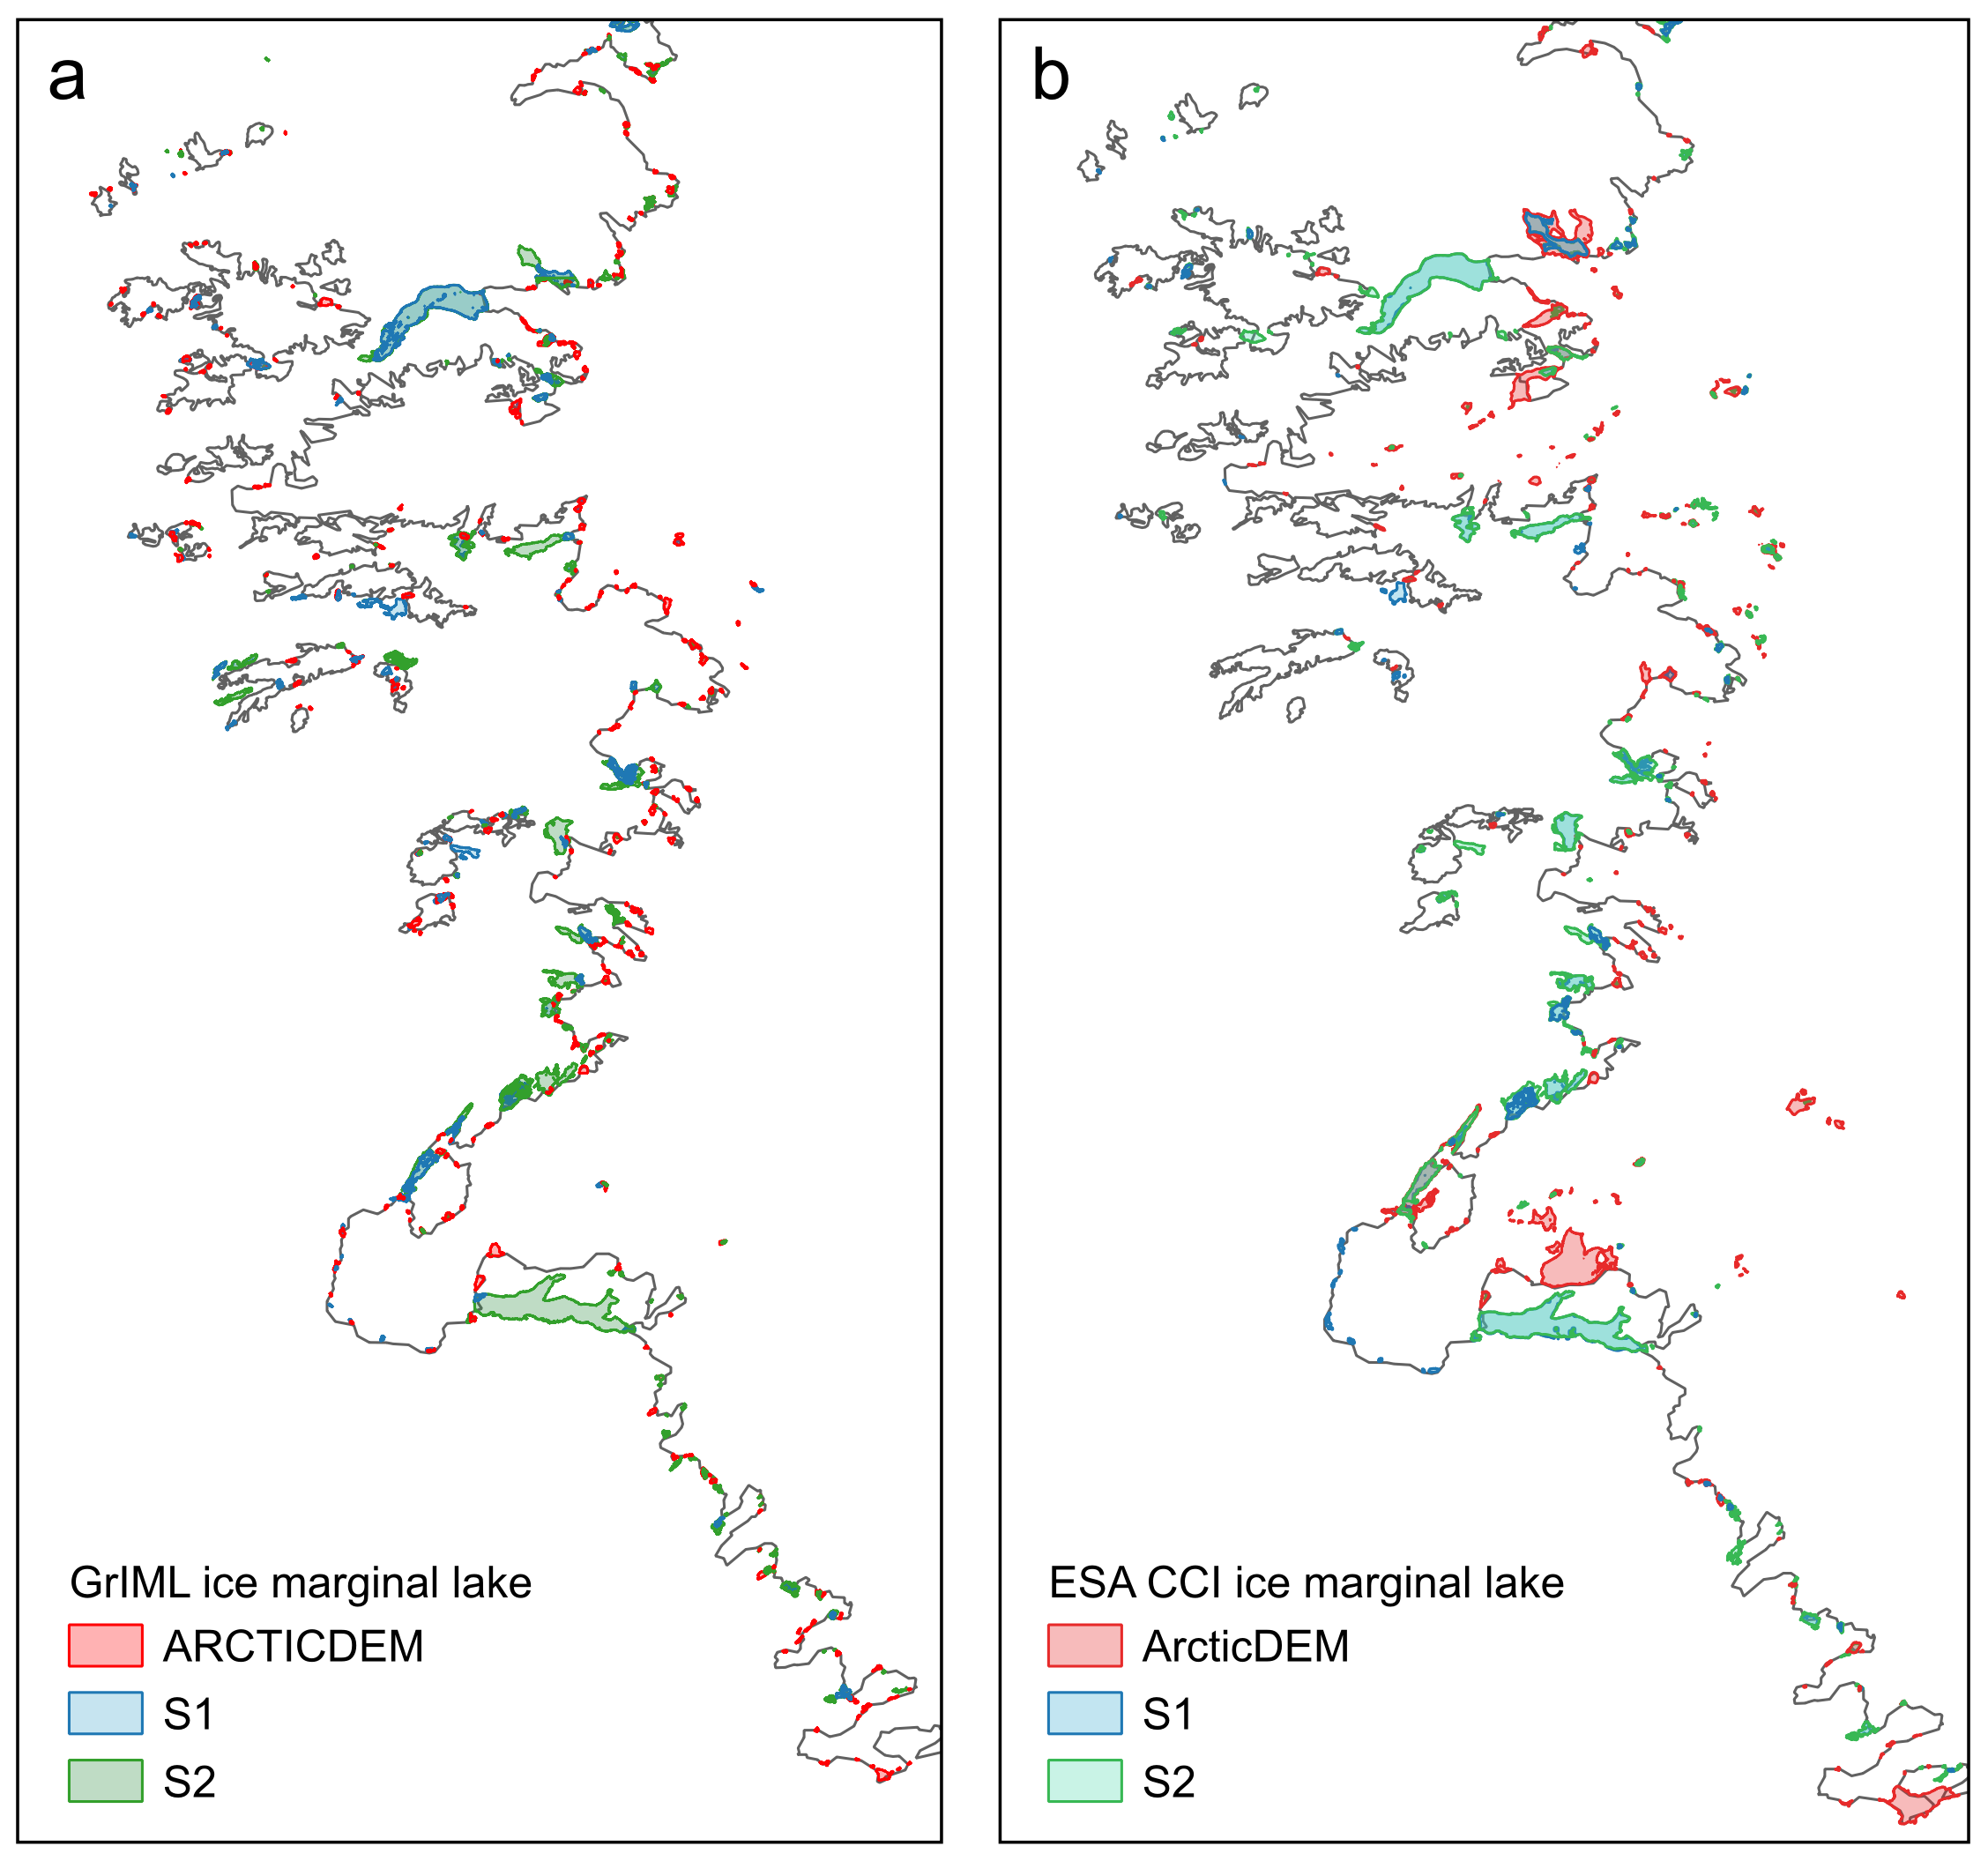 a
GrIML ice marginal lake
ARCTICDEM
S1
S2
b
ESA CCI ice marginal lake
ArcticDEM
S1
S2